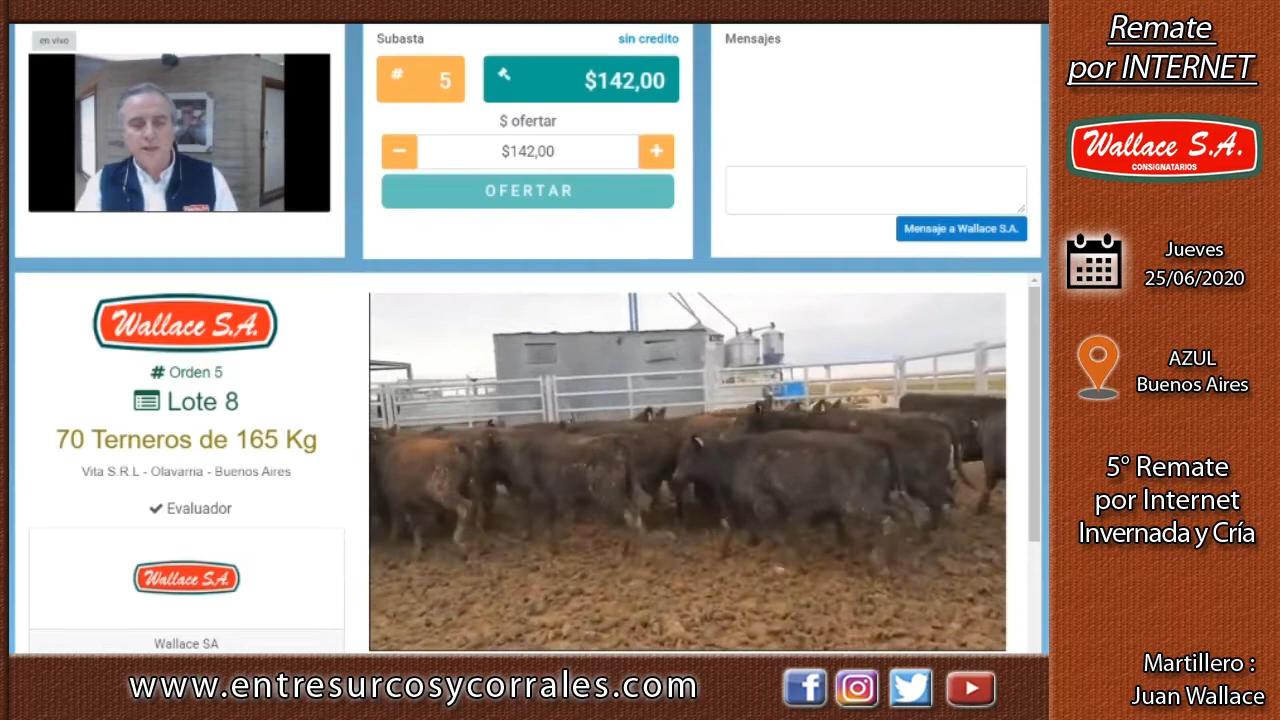 en vivo
Subasta
sin credito
# 5
$142,00
$ ofertar
− $142,00 +
OFERTAR
Mensajes
Mensaje a Wallace S.A.
Wallace S.A.
# Orden 5
Lote 8
70 Terneros de 165 Kg
Vita S.R.L - Olavarria - Buenos Aires
Evaluador
Wallace S.A.
Wallace SA
www.entresurcosycorrales.com
Remate
por INTERNET
Wallace S.A.
CONSIGNATARIOS
Jueves
25/06/2020
AZUL
Buenos Aires
5° Remate
por Internet
Invernada y Cría
Martillero :
Juan Wallace